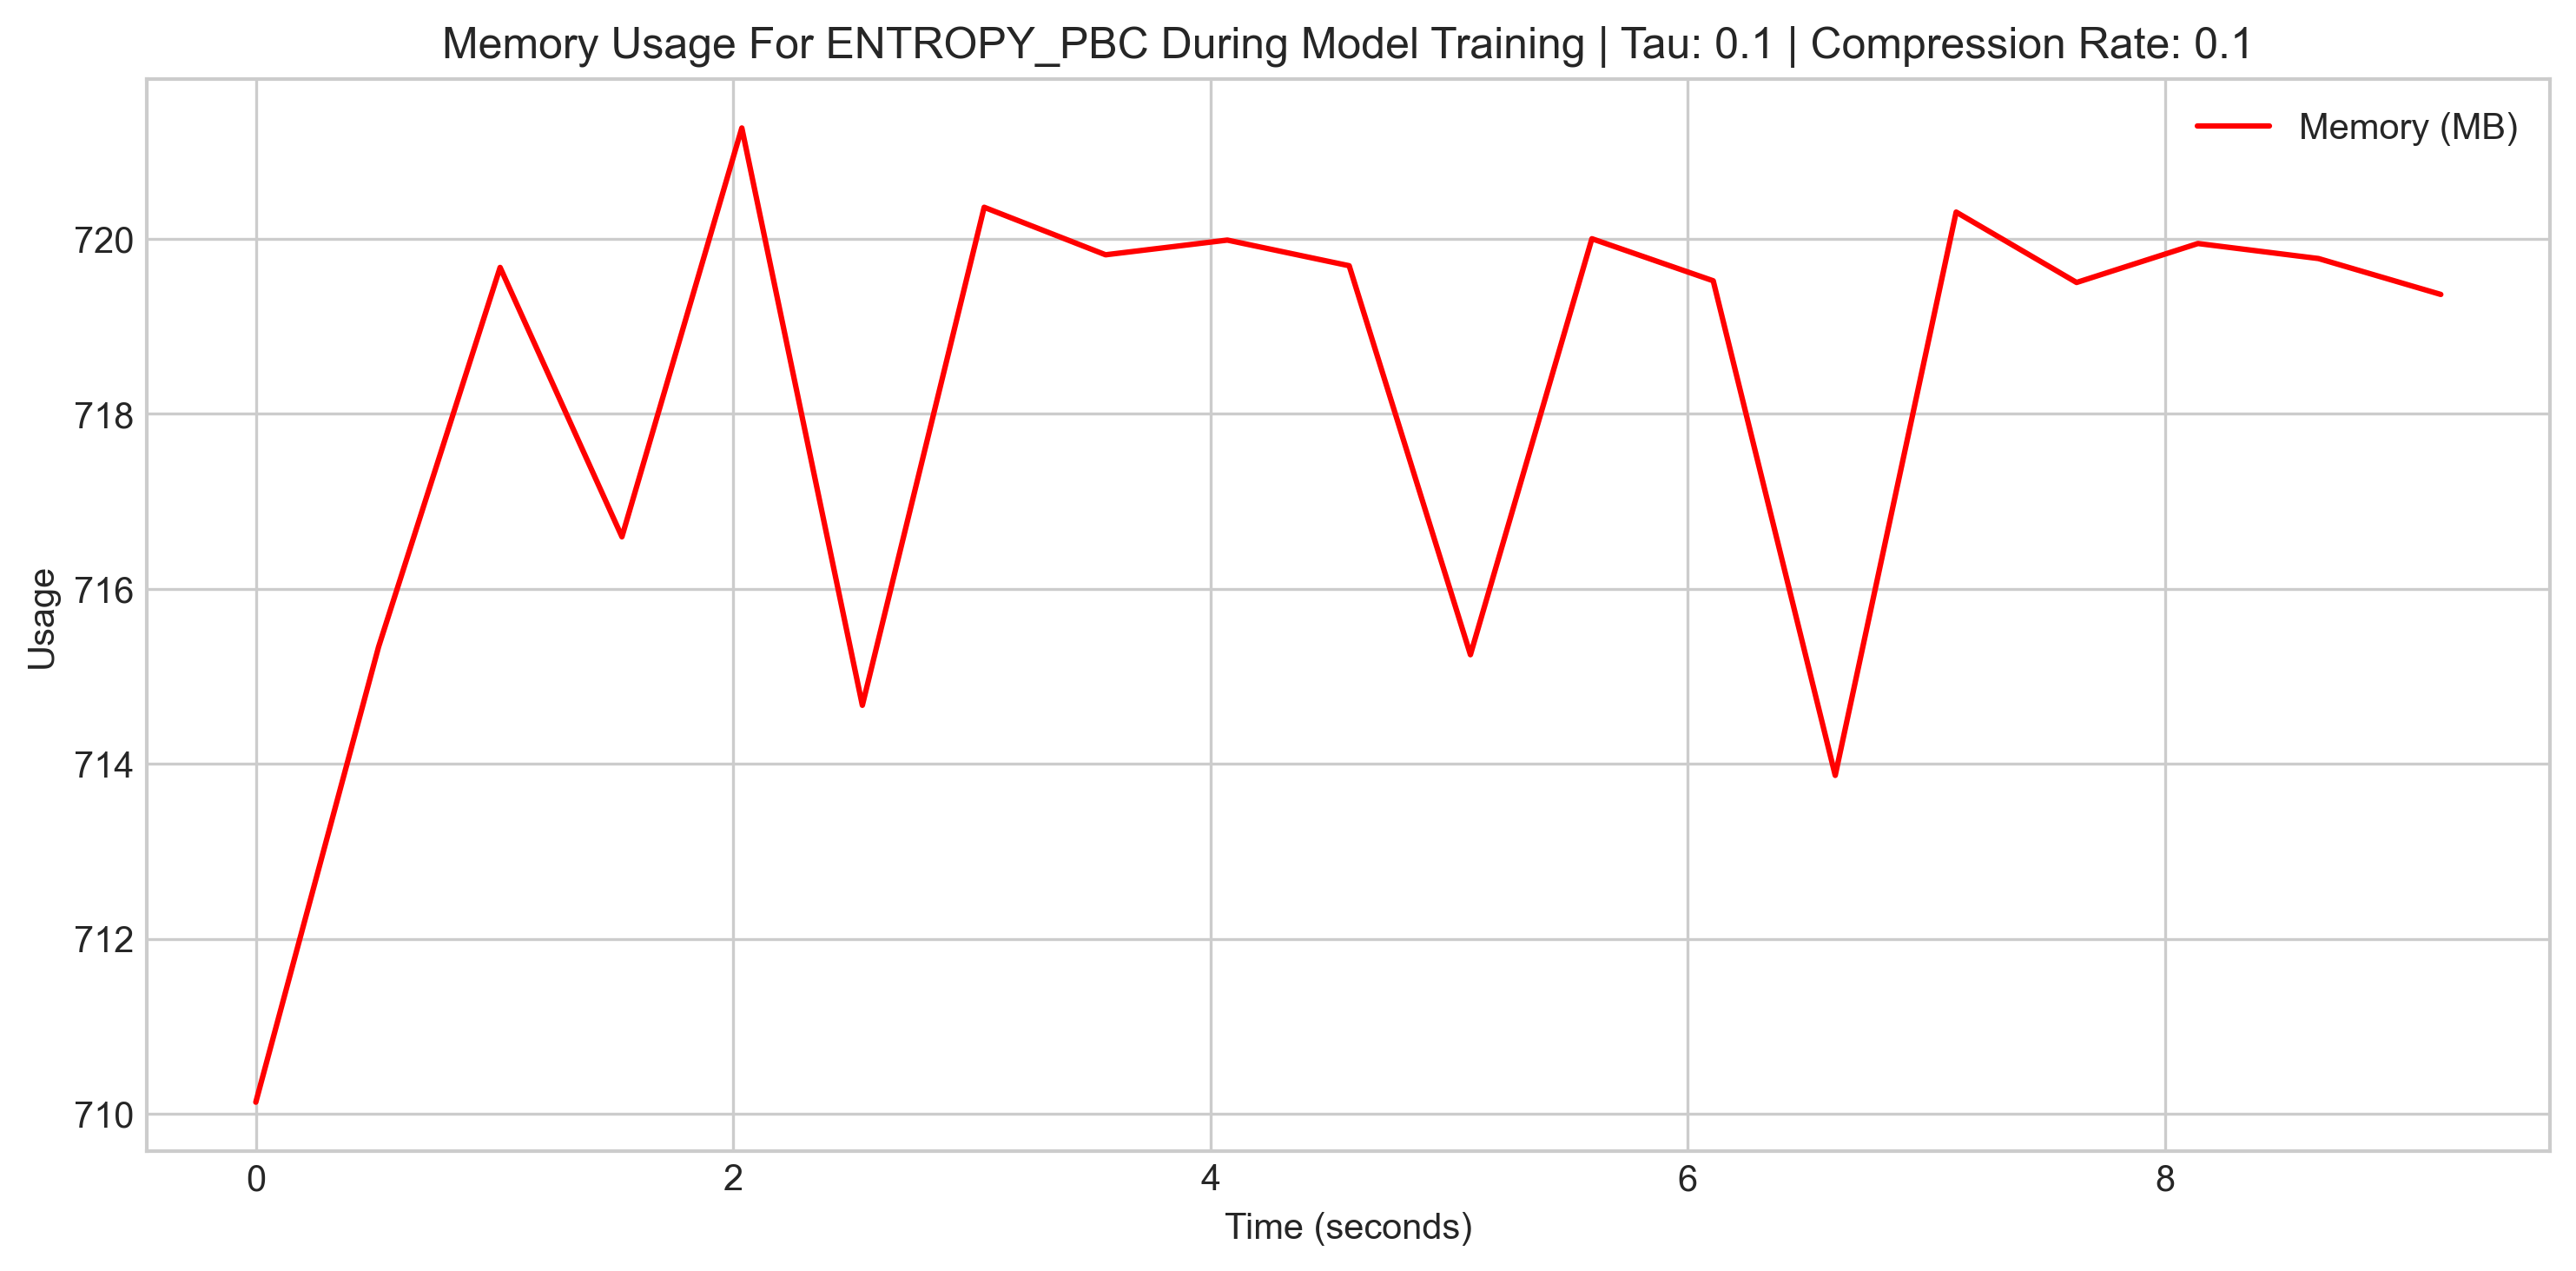 Memory Usage For ENTROPY_PBC During Model Training | Tau: 0.1 | Compression Rate: 0.1
Memory (MB)
720
718
716
714
712
710
Usage
0 2 4 6 8
Time (seconds)